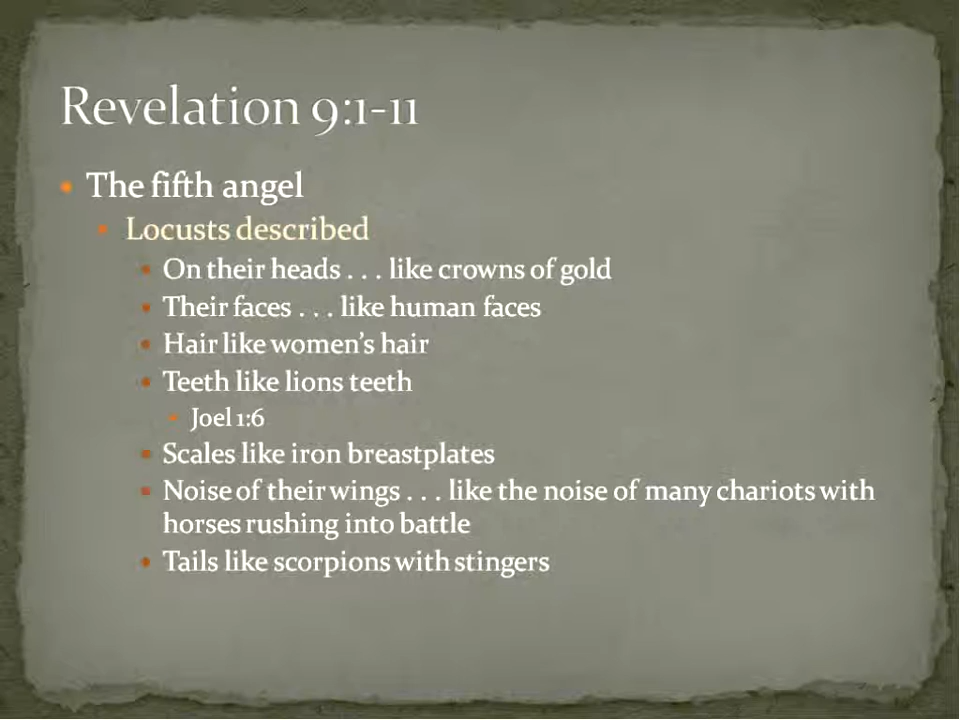 Revelation 9:1-11
The fifth angel
Locusts described
On their heads . . . like crowns of gold
Their faces . . . like human faces
Hair like women’s hair
Teeth like lions teeth
Joel 1:6
Scales like iron breastplates
Noise of their wings . . . like the noise of many chariots with
horses rushing into battle
Tails like scorpions with stingers